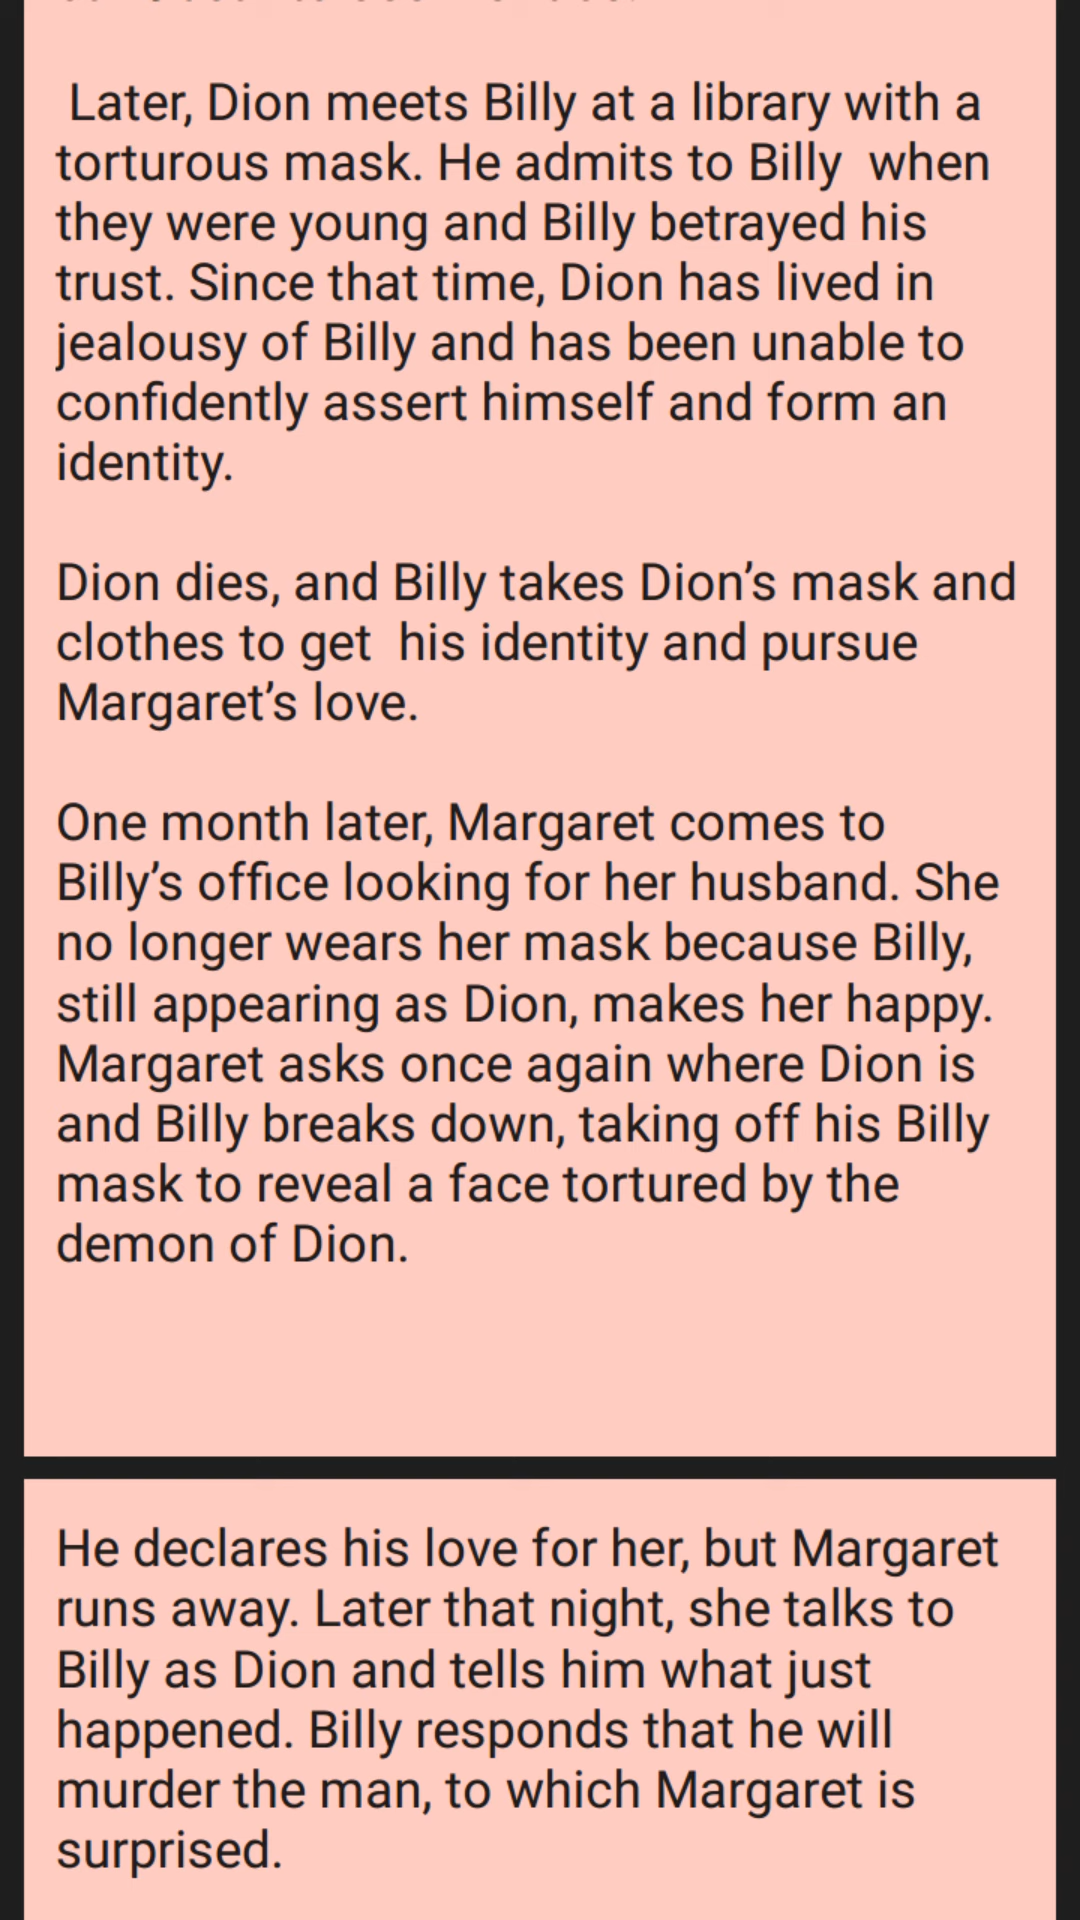 Later, Dion meets Billy at a library with a
torturous mask. He admits to Billy  when
they were young and Billy betrayed his
trust. Since that time, Dion has lived in
jealousy of Billy and has been unable to
confidently assert himself and form an
identity.
Dion dies, and Billy takes Dion’s mask and
clothes to get  his identity and pursue
Margaret’s love.
One month later, Margaret comes to
Billy’s office looking for her husband. She
no longer wears her mask because Billy,
still appearing as Dion, makes her happy.
Margaret asks once again where Dion is
and Billy breaks down, taking off his Billy
mask to reveal a face tortured by the
demon of Dion.
He declares his love for her, but Margaret
runs away. Later that night, she talks to
Billy as Dion and tells him what just
happened. Billy responds that he will
murder the man, to which Margaret is
surprised.